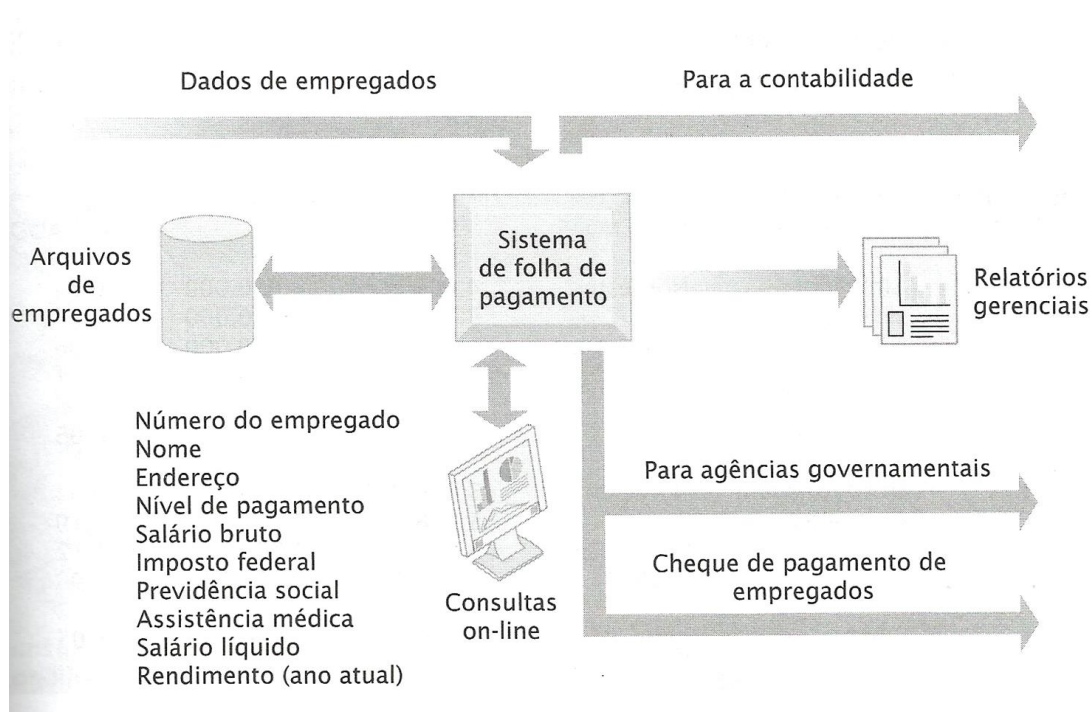 Dados de empregados
Para a contabilidade
Arquivos
de
empregados
Sistema
de folha de
pagamento
Relatórios
gerenciais
Número do empregado
Nome
Endereço
Nível de pagamento
Salário bruto
Imposto federal
Previdência social
Assistência médica
Salário líquido
Rendimento (ano atual)
Consultas
on-line
Para agências governamentais
Cheque de pagamento de
empregados